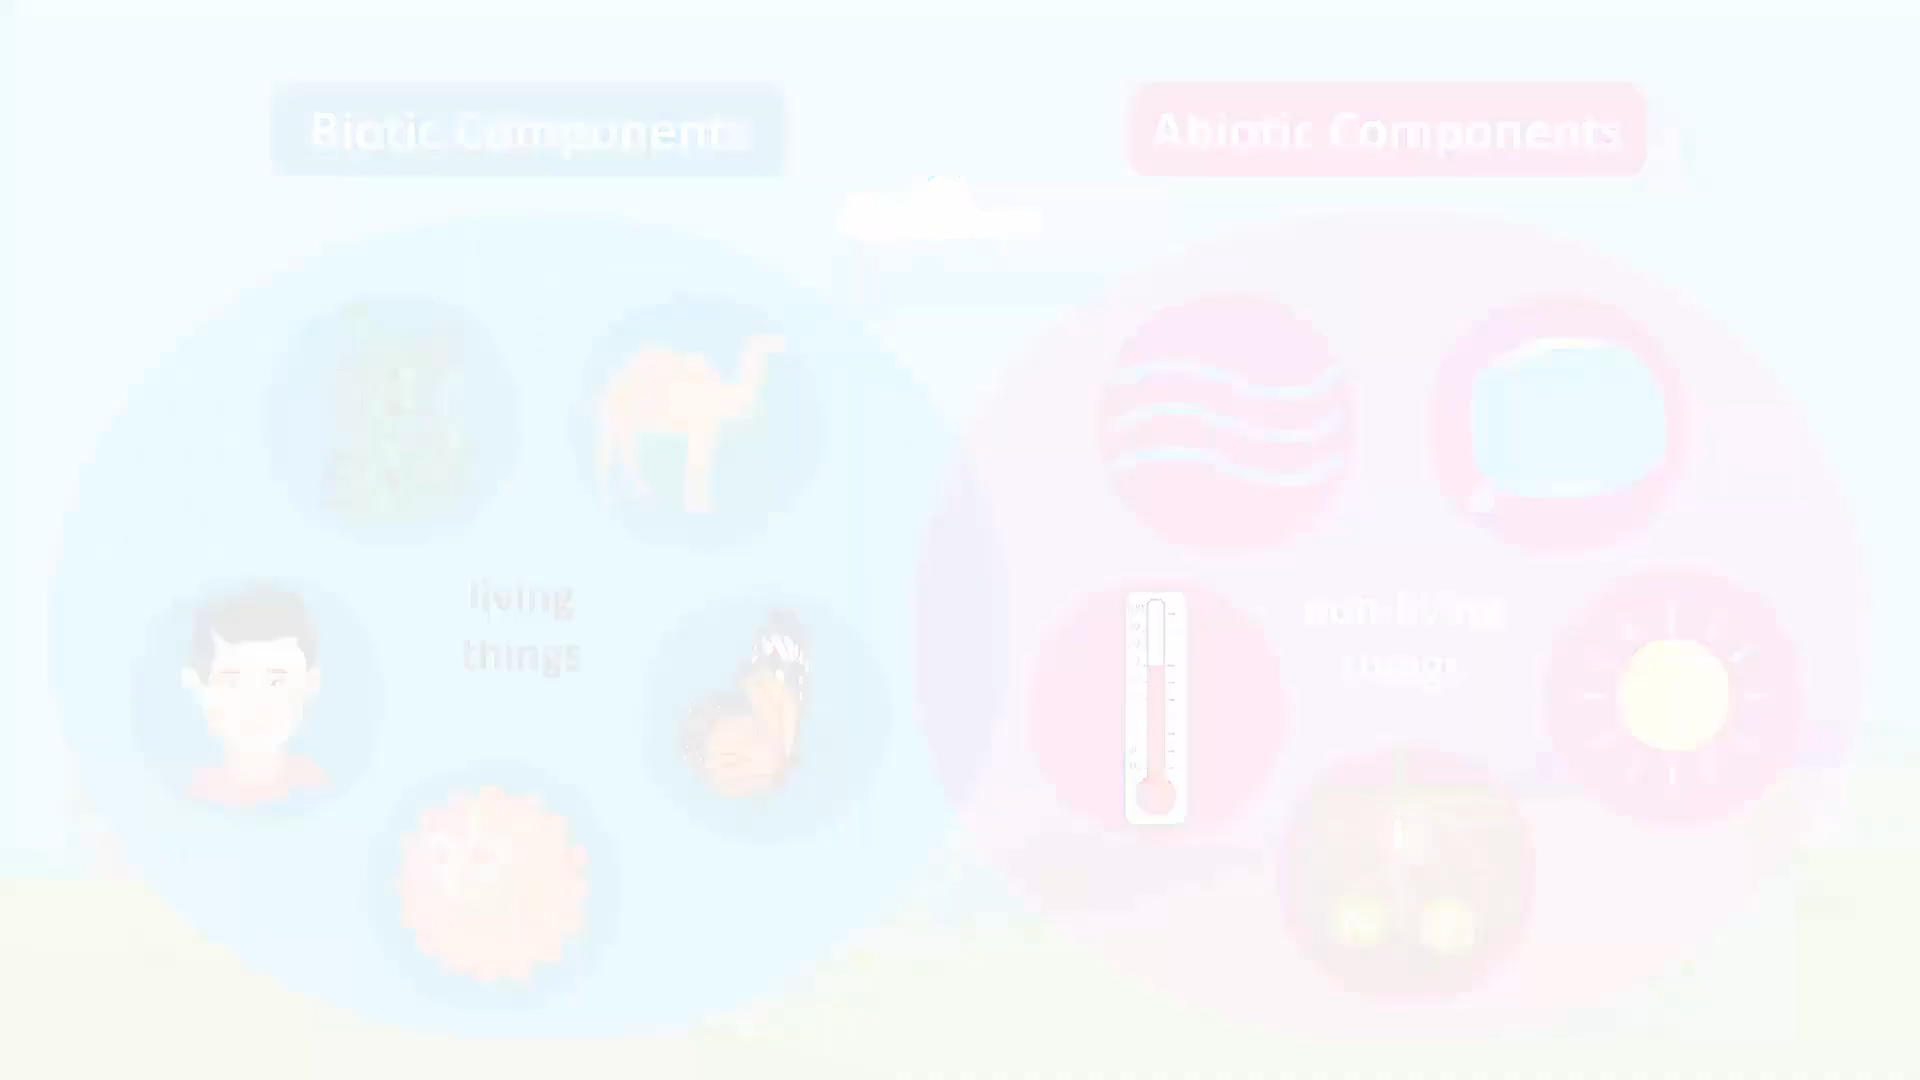 Biotic Components
Abiotic Components
living
things
non-living
things